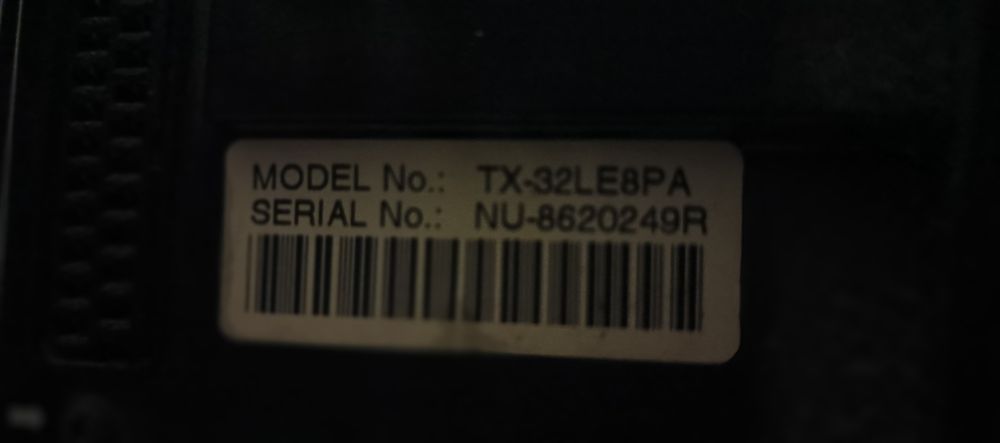 MODEL No.: TX-32LE8PA
SERIAL No.: NU-8620249R